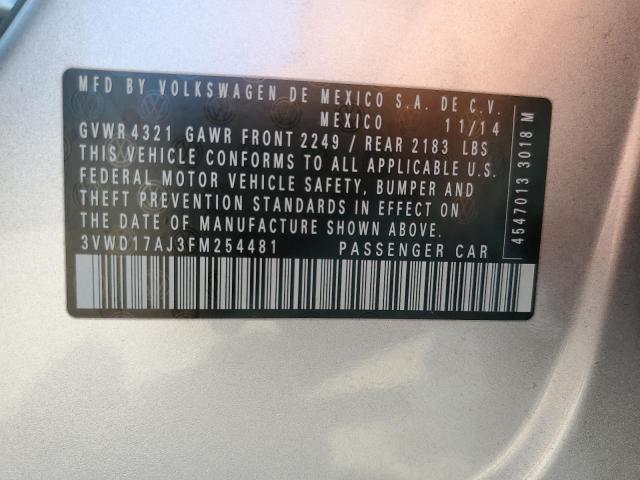 MFD BY VOLKSWAGEN DE MEXICO S.A. DE C.V.
MEXICO 11/14
GVWR 4321 GAWR FRONT 2249 / REAR 2183 LBS
THIS VEHICLE CONFORMS TO ALL APPLICABLE U.S.
FEDERAL MOTOR VEHICLE SAFETY, BUMPER AND
THEFT PREVENTION STANDARDS IN EFFECT ON
THE DATE OF MANUFACTURE SHOWN ABOVE.
3VWD17AJ3FM254481 PASSENGER CAR
4547013 3018 M